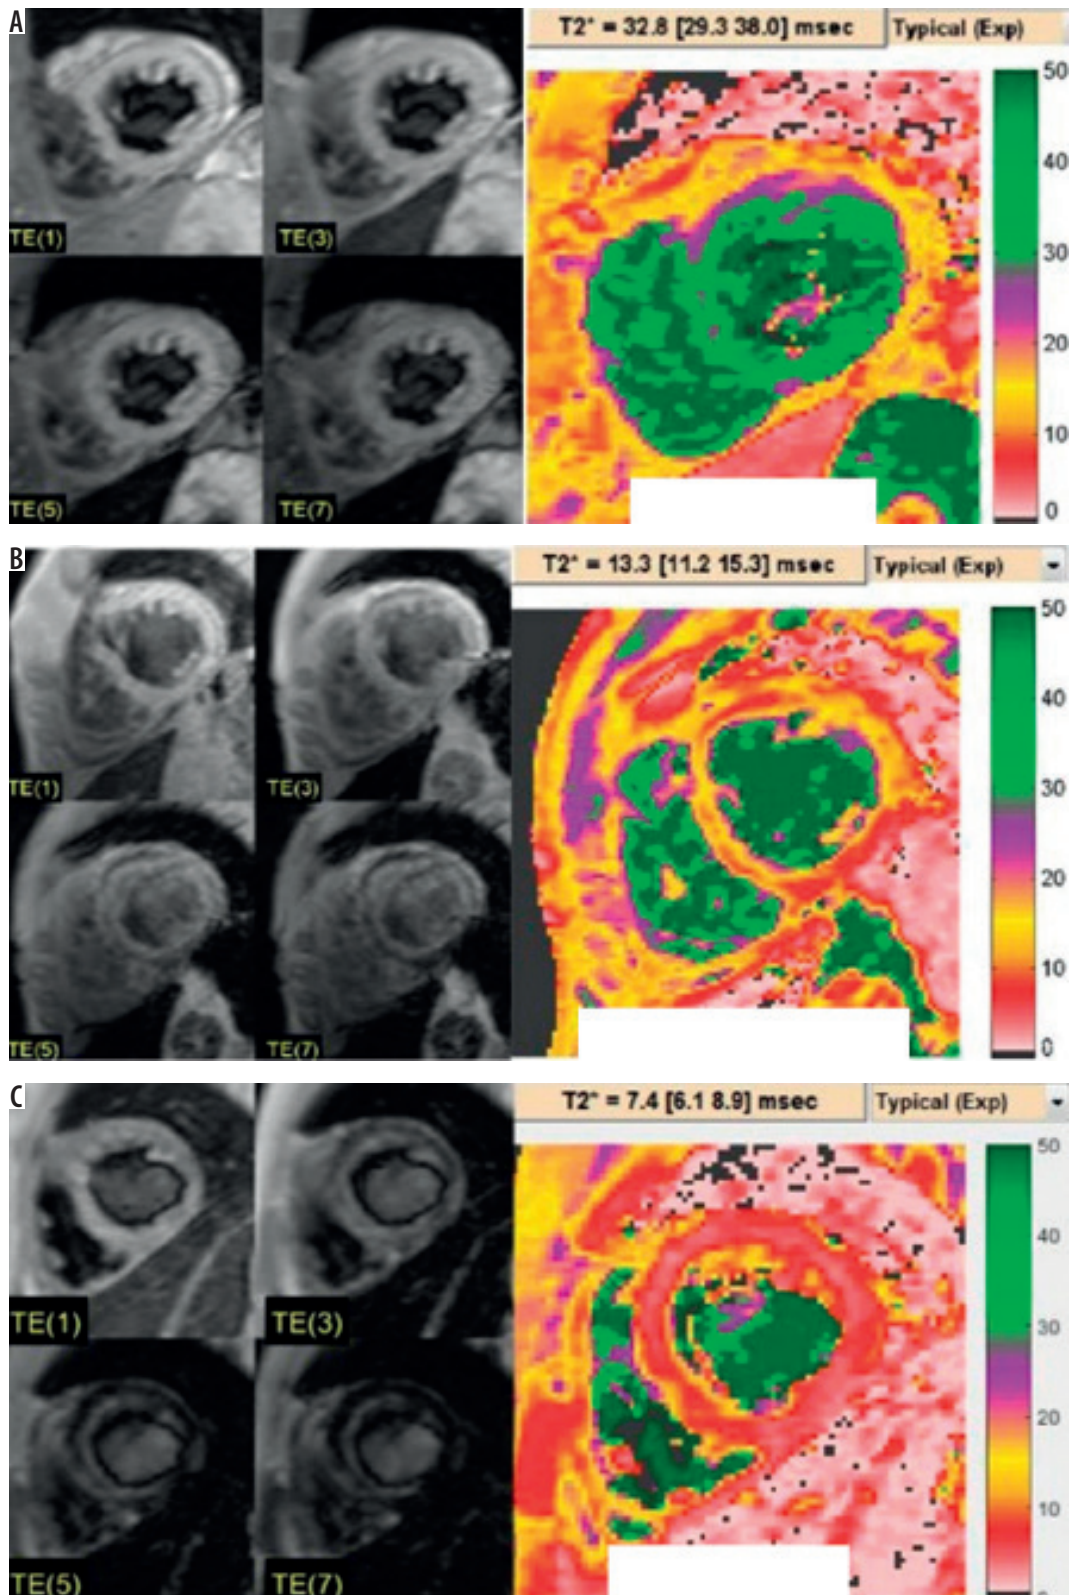 A
T2* = 32.8 [29.3 38.0] msec
Typical (Exp)
TE(1)
TE(3)
TE(5)
TE(7)
50
40
30
20
10
0
B
T2* = 13.3 [11.2 15.3] msec
Typical (Exp)
TE(1)
TE(3)
TE(5)
TE(7)
50
40
30
20
10
0
C
T2* = 7.4 [6.1 8.9] msec
Typical (Exp)
TE(1)
TE(3)
TE(5)
TE(7)
50
40
30
20
10